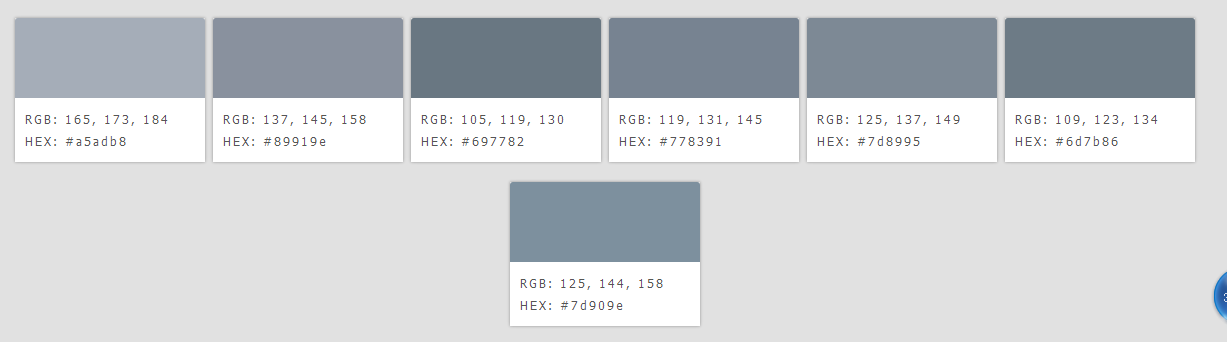 RGB: 165, 173, 184
HEX: #a5adb8
RGB: 137, 145, 158
HEX: #89919e
RGB: 105, 119, 130
HEX: #697782
RGB: 119, 131, 145
HEX: #778391
RGB: 125, 137, 149
HEX: #7d8995
RGB: 109, 123, 134
HEX: #6d7b86
RGB: 125, 144, 158
HEX: #7d909e